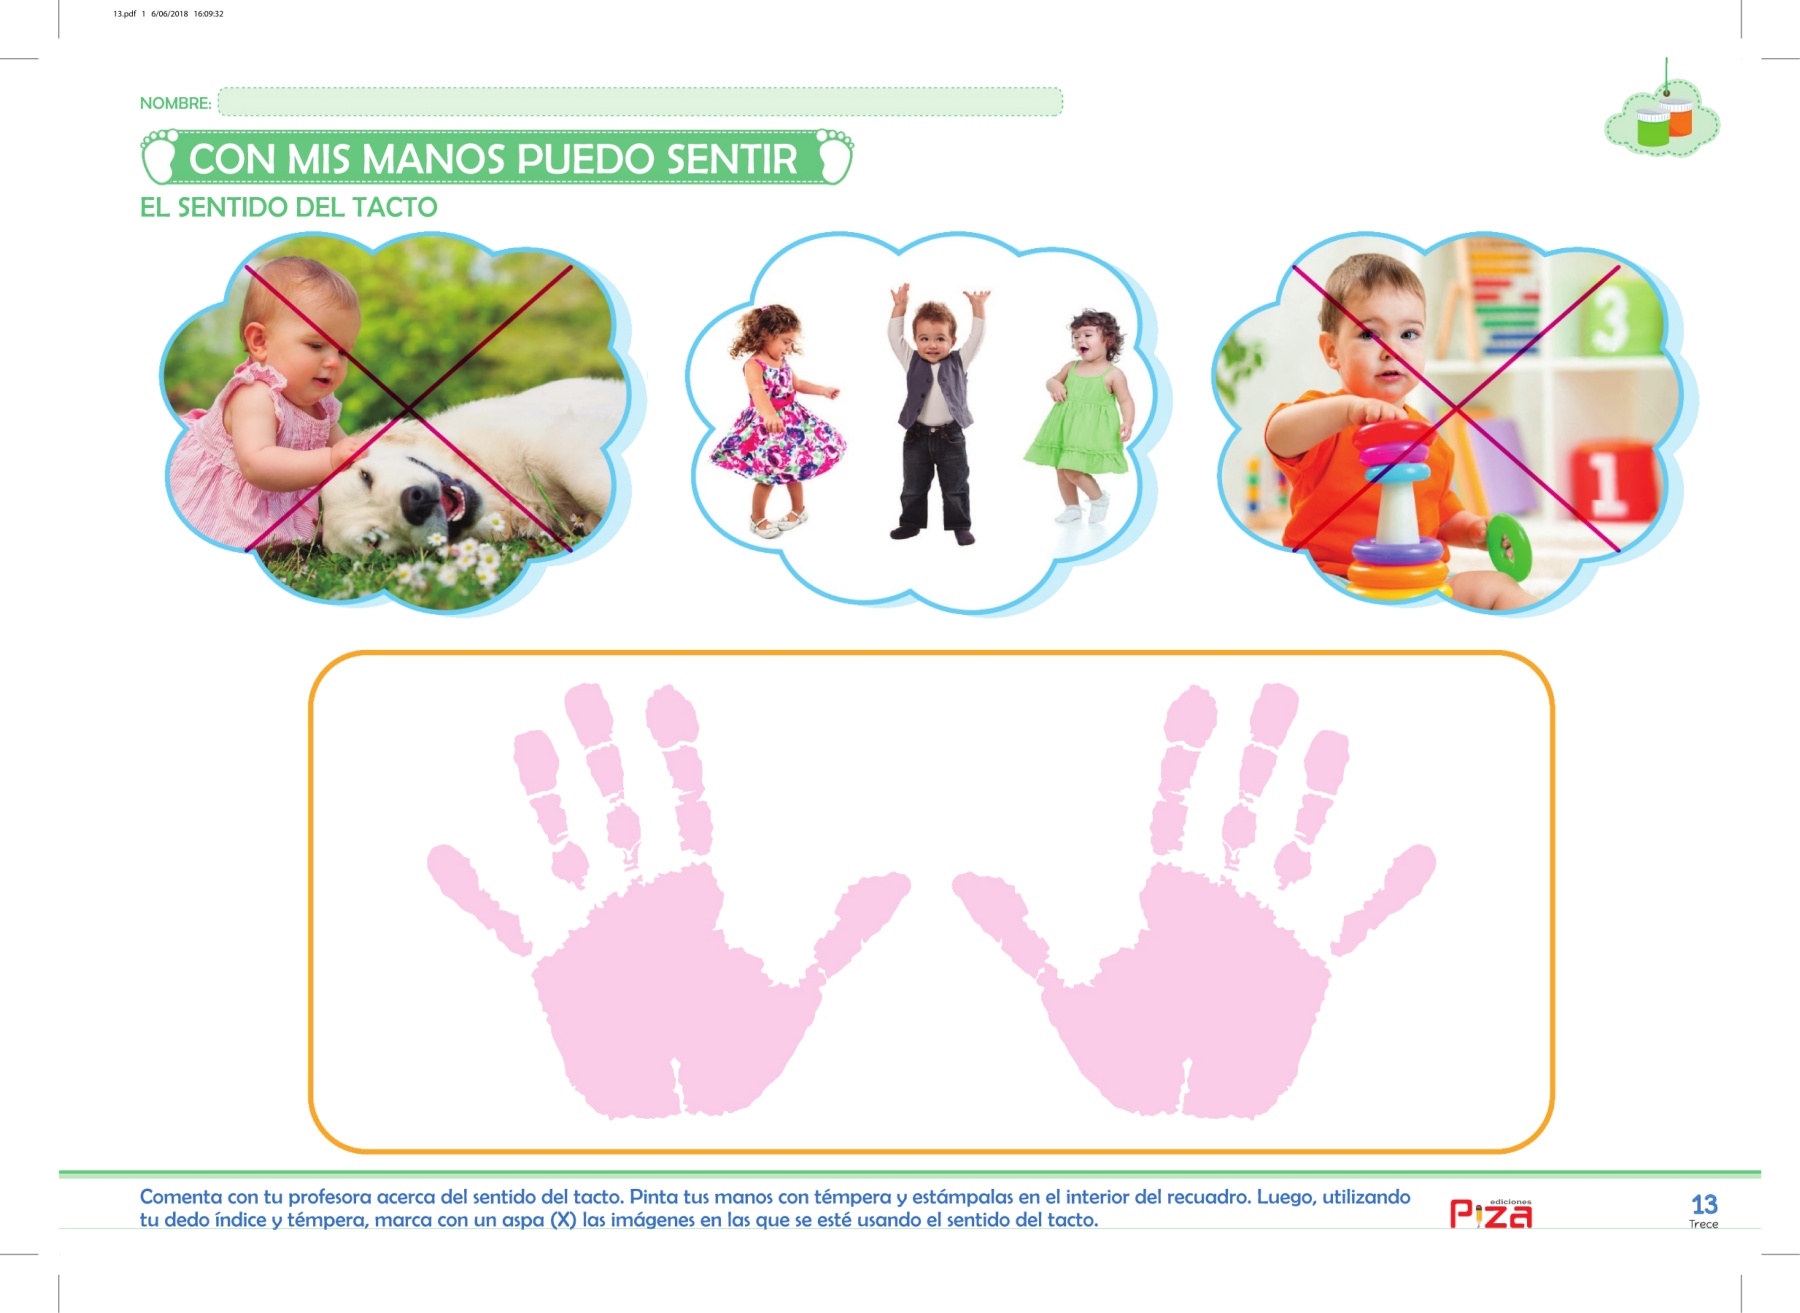 13.pdf 1 6/06/2018 16:09:32
NOMBRE:
CON MIS MANOS PUEDO SENTIR
EL SENTIDO DEL TACTO
3
1
Comenta con tu profesora acerca del sentido del tacto. Pinta tus manos con témpera y estámpalas en el interior del recuadro. Luego, utilizando
tu dedo índice y témpera, marca con un aspa (X) las imágenes en las que se esté usando el sentido del tacto.
ediciones
Piza
13
Trece